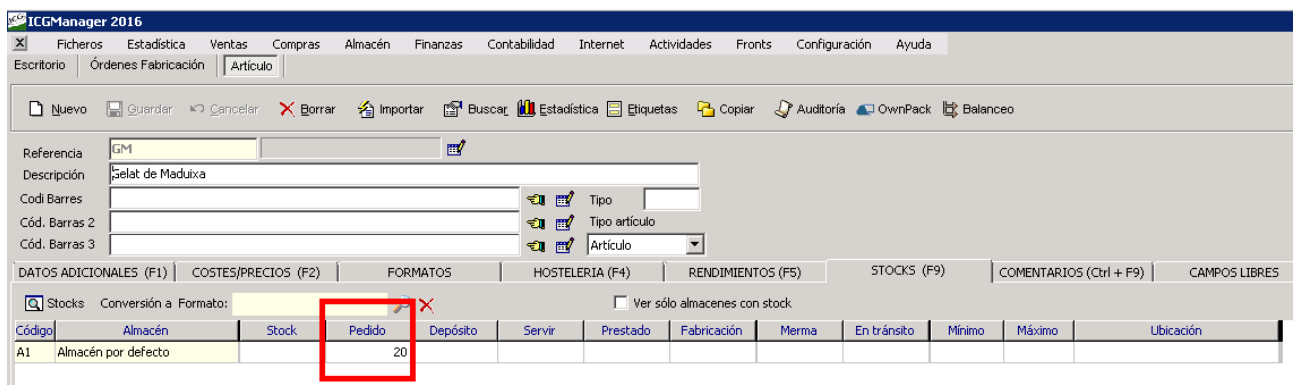 ICGManager 2016
X Ficheros Estadística Ventas Compras Almacén Finanzas Contabilidad Internet Actividades Fronts Configuración Ayuda
Escritorio Órdenes Fabricación Artículo
Nuevo Guardar Cancelar Borrar Importar Buscar Estadística Etiquetas Copiar Auditoría OwnPack Balanceo
Referencia GM
Descripción Gelat de Maduixa
Codi Barres Tipo
Cód. Barras 2 Tipo artículo
Cód. Barras 3 Artículo
DATOS ADICIONALES (F1) COSTES/PRECIOS (F2) FORMATOS HOSTELERIA (F4) RENDIMIENTOS (F5) STOCKS (F9) COMENTARIOS (Ctrl + F9) CAMPOS LIBRES
Stocks Conversión a Formato: Ver sólo almacenes con stock
Código Almacén Stock Pedido Depósito Servir Prestado Fabricación Merma En tránsito Mínimo Máximo Ubicación
A1 Almacén por defecto 20